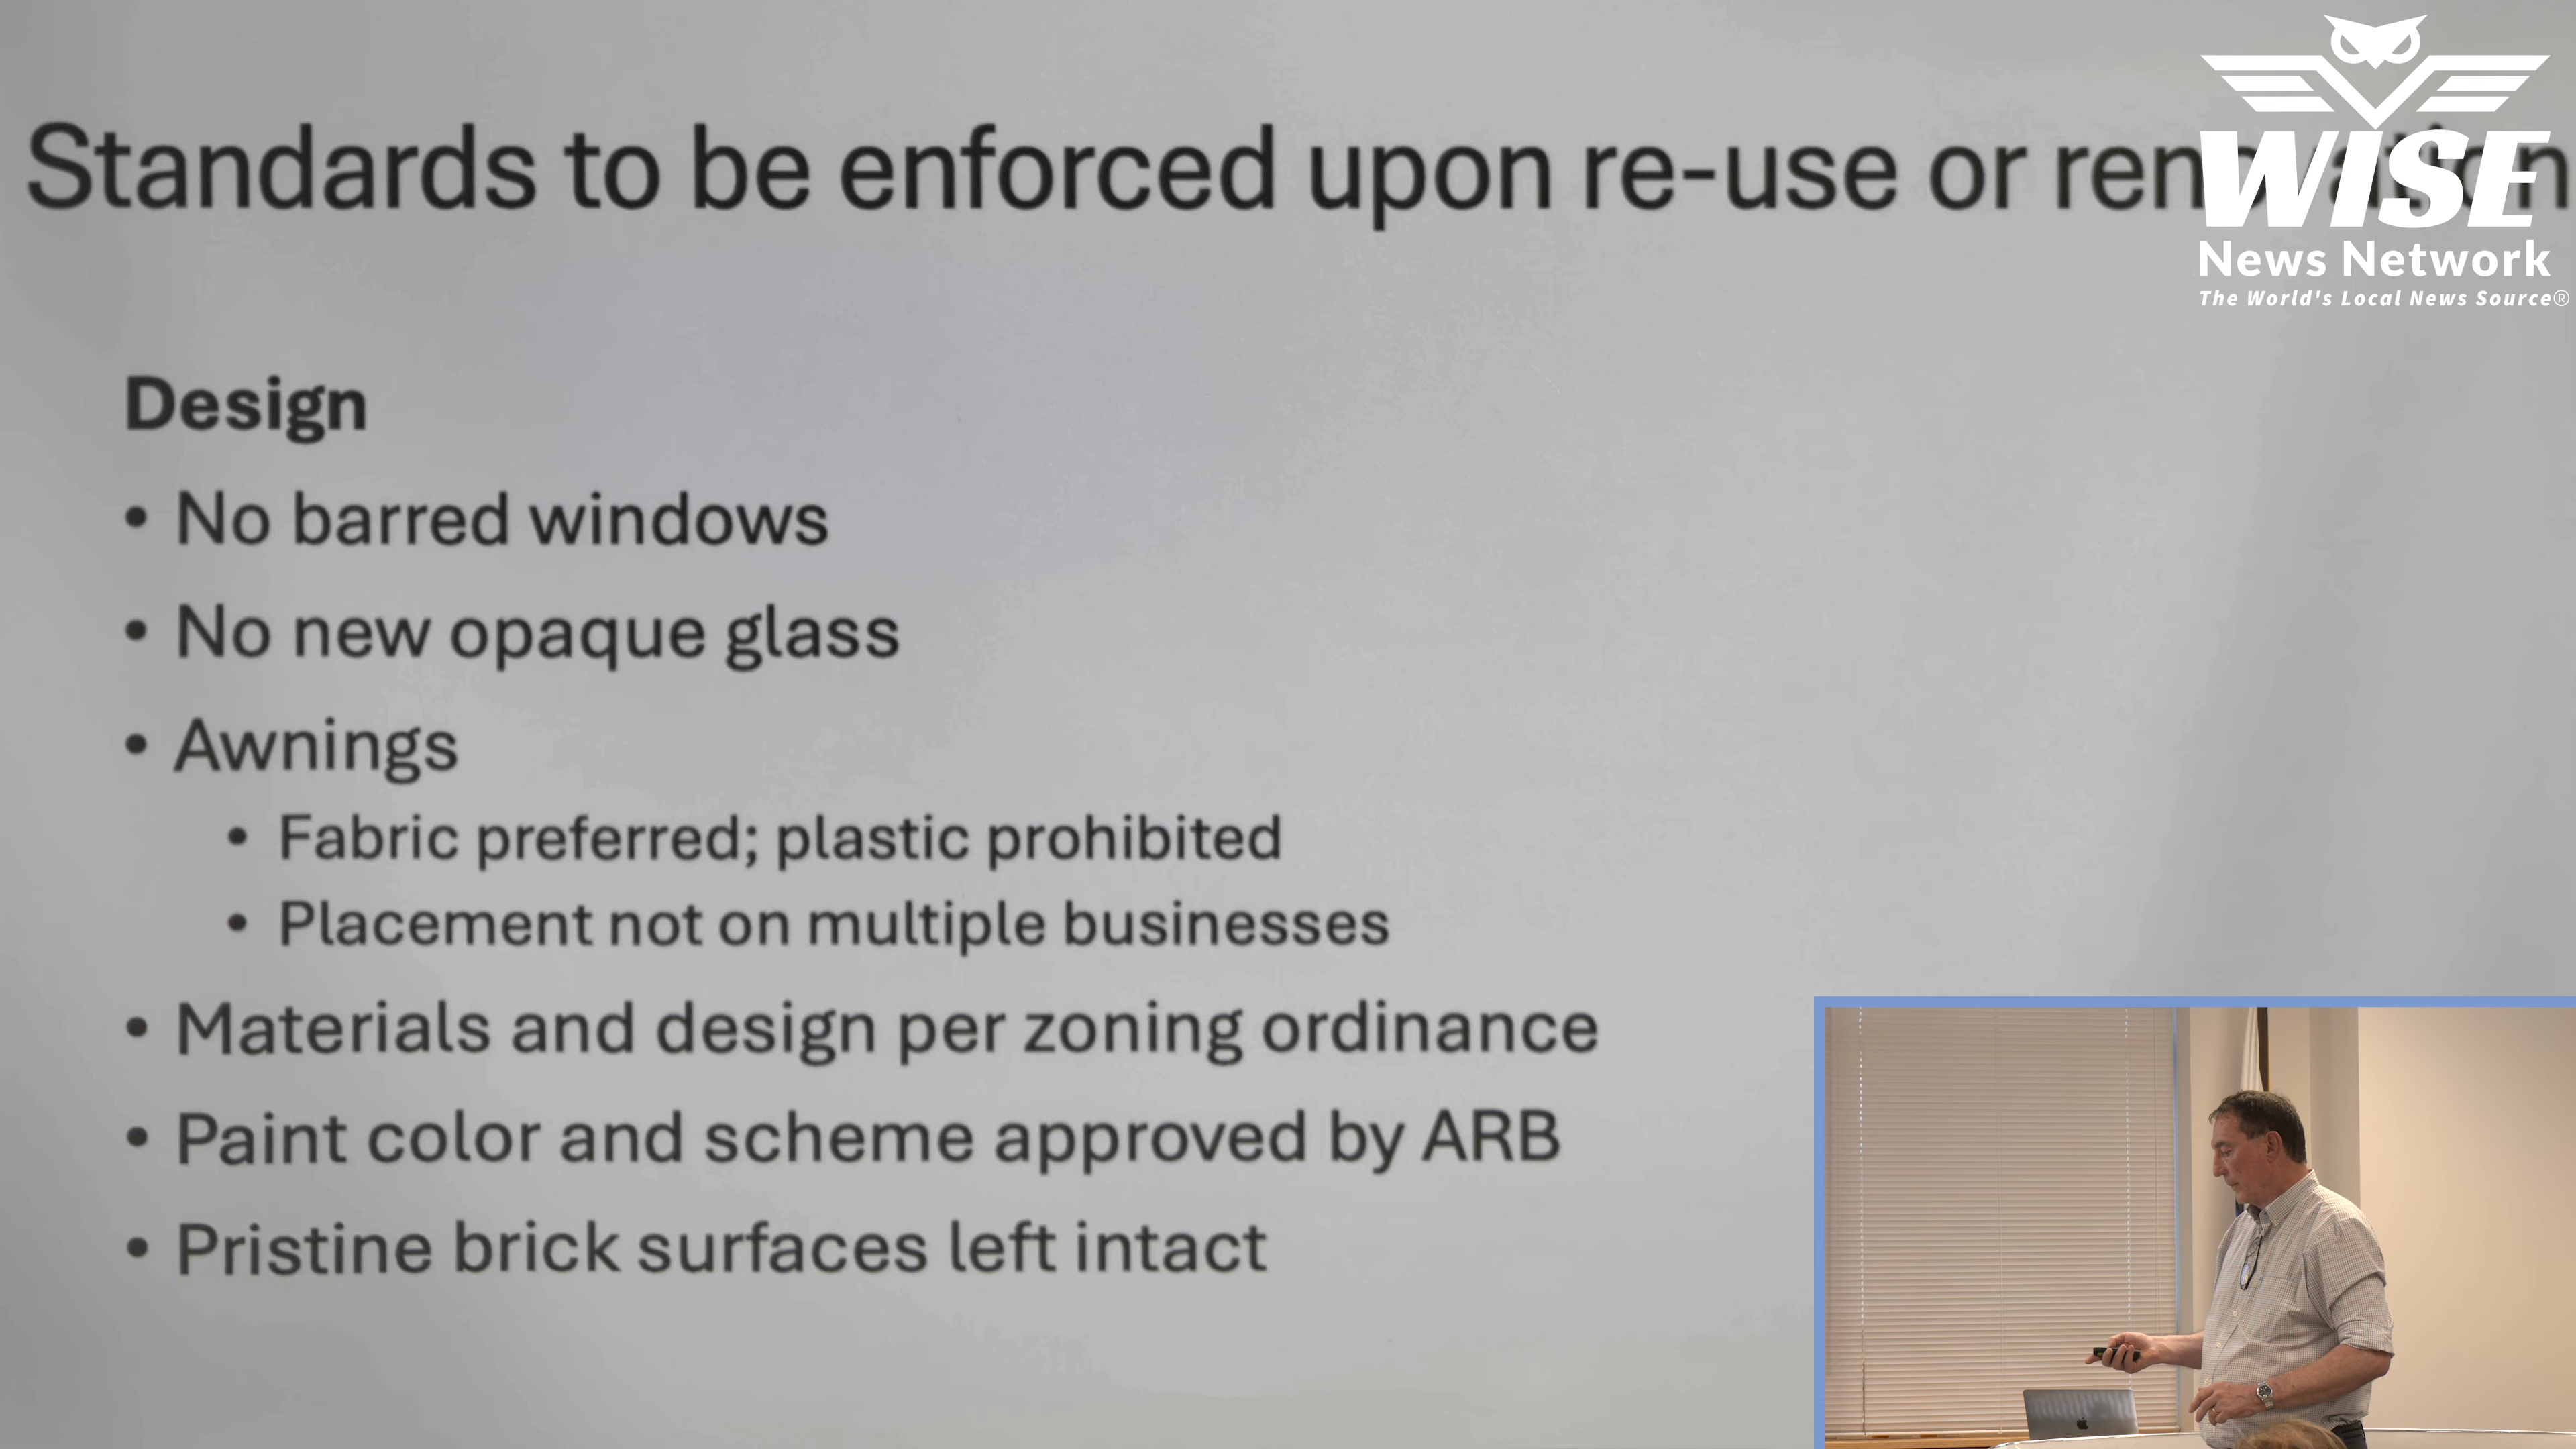 Standards to be enforced upon re-use or renovation
WISE
News Network
The World's Local News Source®
Design
• No barred windows
• No new opaque glass
• Awnings
• Fabric preferred; plastic prohibited
• Placement not on multiple businesses
• Materials and design per zoning ordinance
• Paint color and scheme approved by ARB
• Pristine brick surfaces left intact